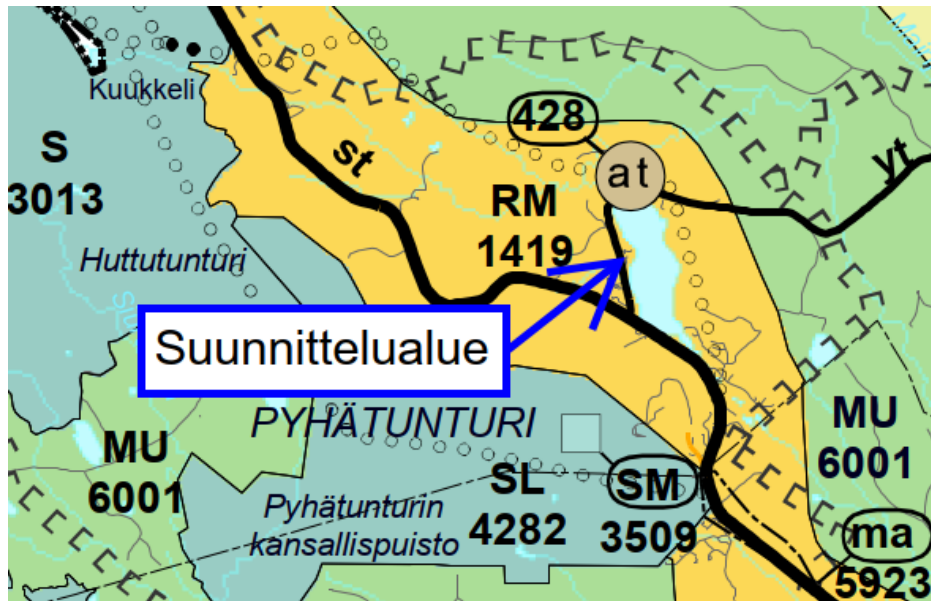 Kuukkeli
428
S
3013
st
at
yt
RM
1419
Huttutunturi
Suunnittelualue
PYHÄTUNTURI
MU
6001
MU
6001
SL
4282
SM
3509
Pyhätunturin
kansallispuisto
ma
5923